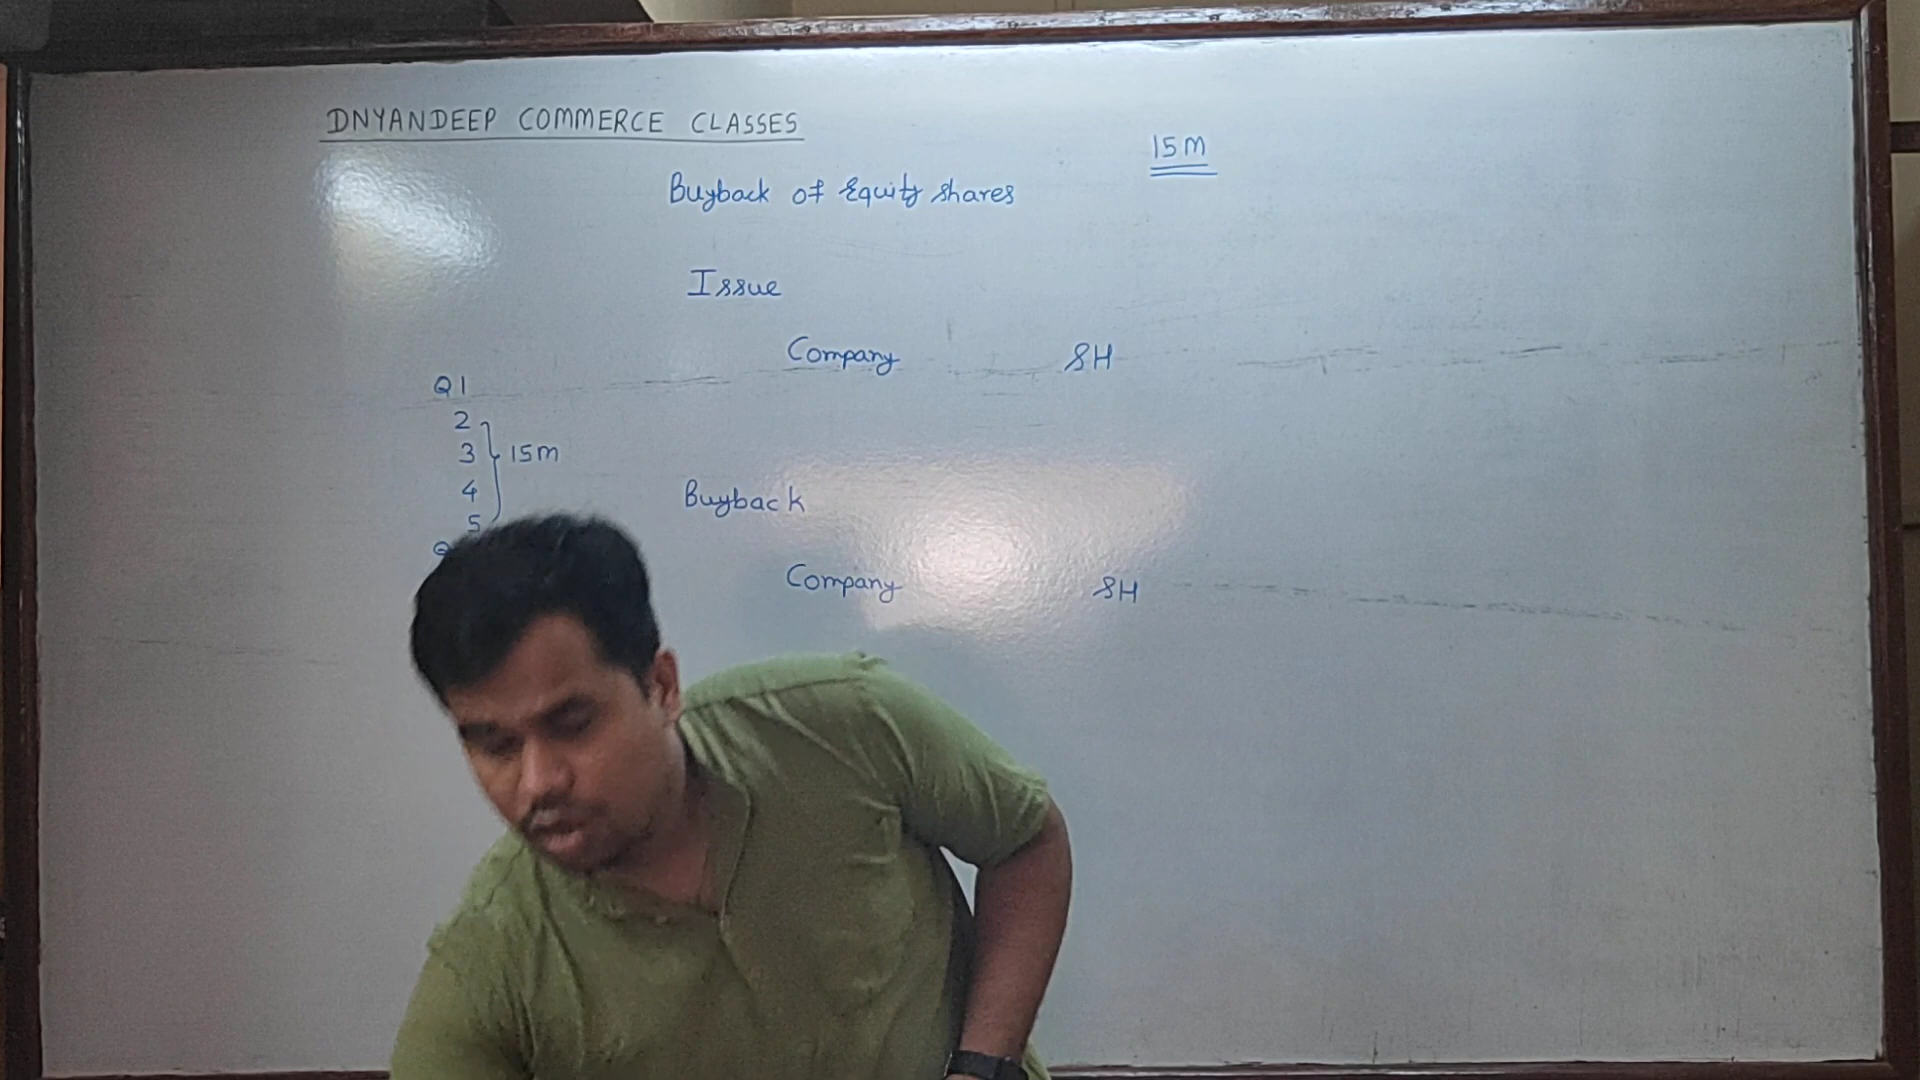 DNYANDEEP COMMERCE CLASSES
15M
Buyback of Equity shares
Issue
Company SH
Q1
2
3 15m
4
5
Buyback
Q
Company SH